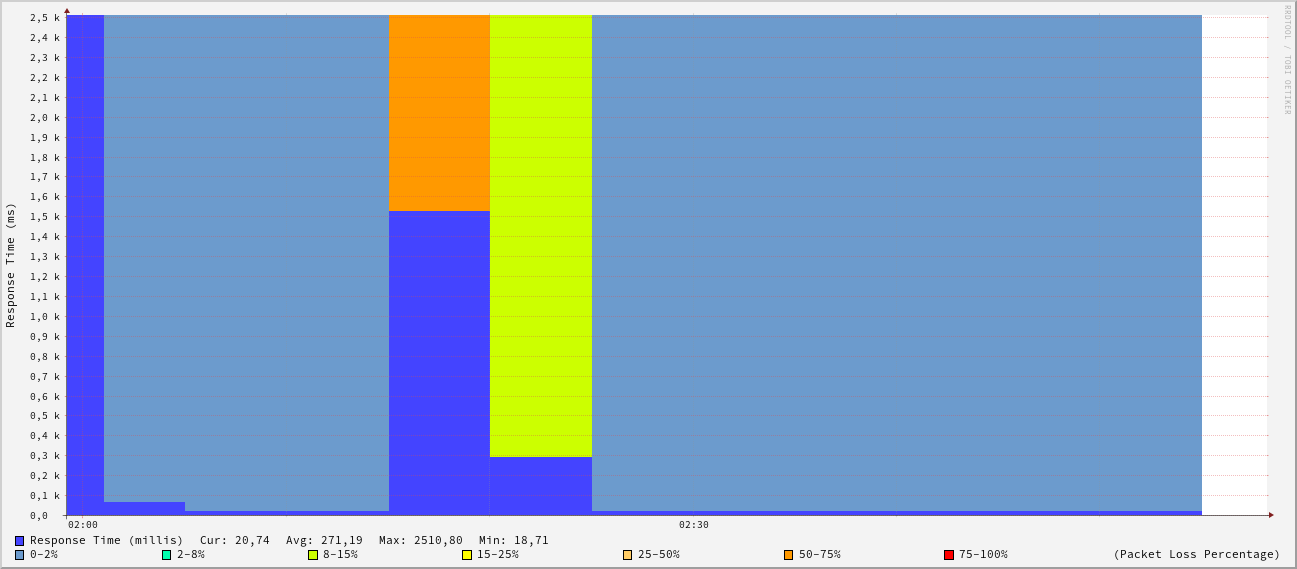 2,5 k
2,4 k
2,3 k
2,2 k
2,1 k
2,0 k
1,9 k
1,8 k
1,7 k
1,6 k
1,5 k
1,4 k
1,3 k
1,2 k
1,1 k
1,0 k
0,9 k
0,8 k
0,7 k
0,6 k
0,5 k
0,4 k
0,3 k
0,2 k
0,1 k
0,0
Response Time (ms)
RRDTOOL / TOBI OETIKER
02:00 02:30
Response Time (millis) Cur: 20,74 Avg: 271,19 Max: 2510,80 Min: 18,71
0-2% 2-8% 8-15% 15-25% 25-50% 50-75% 75-100% (Packet Loss Percentage)